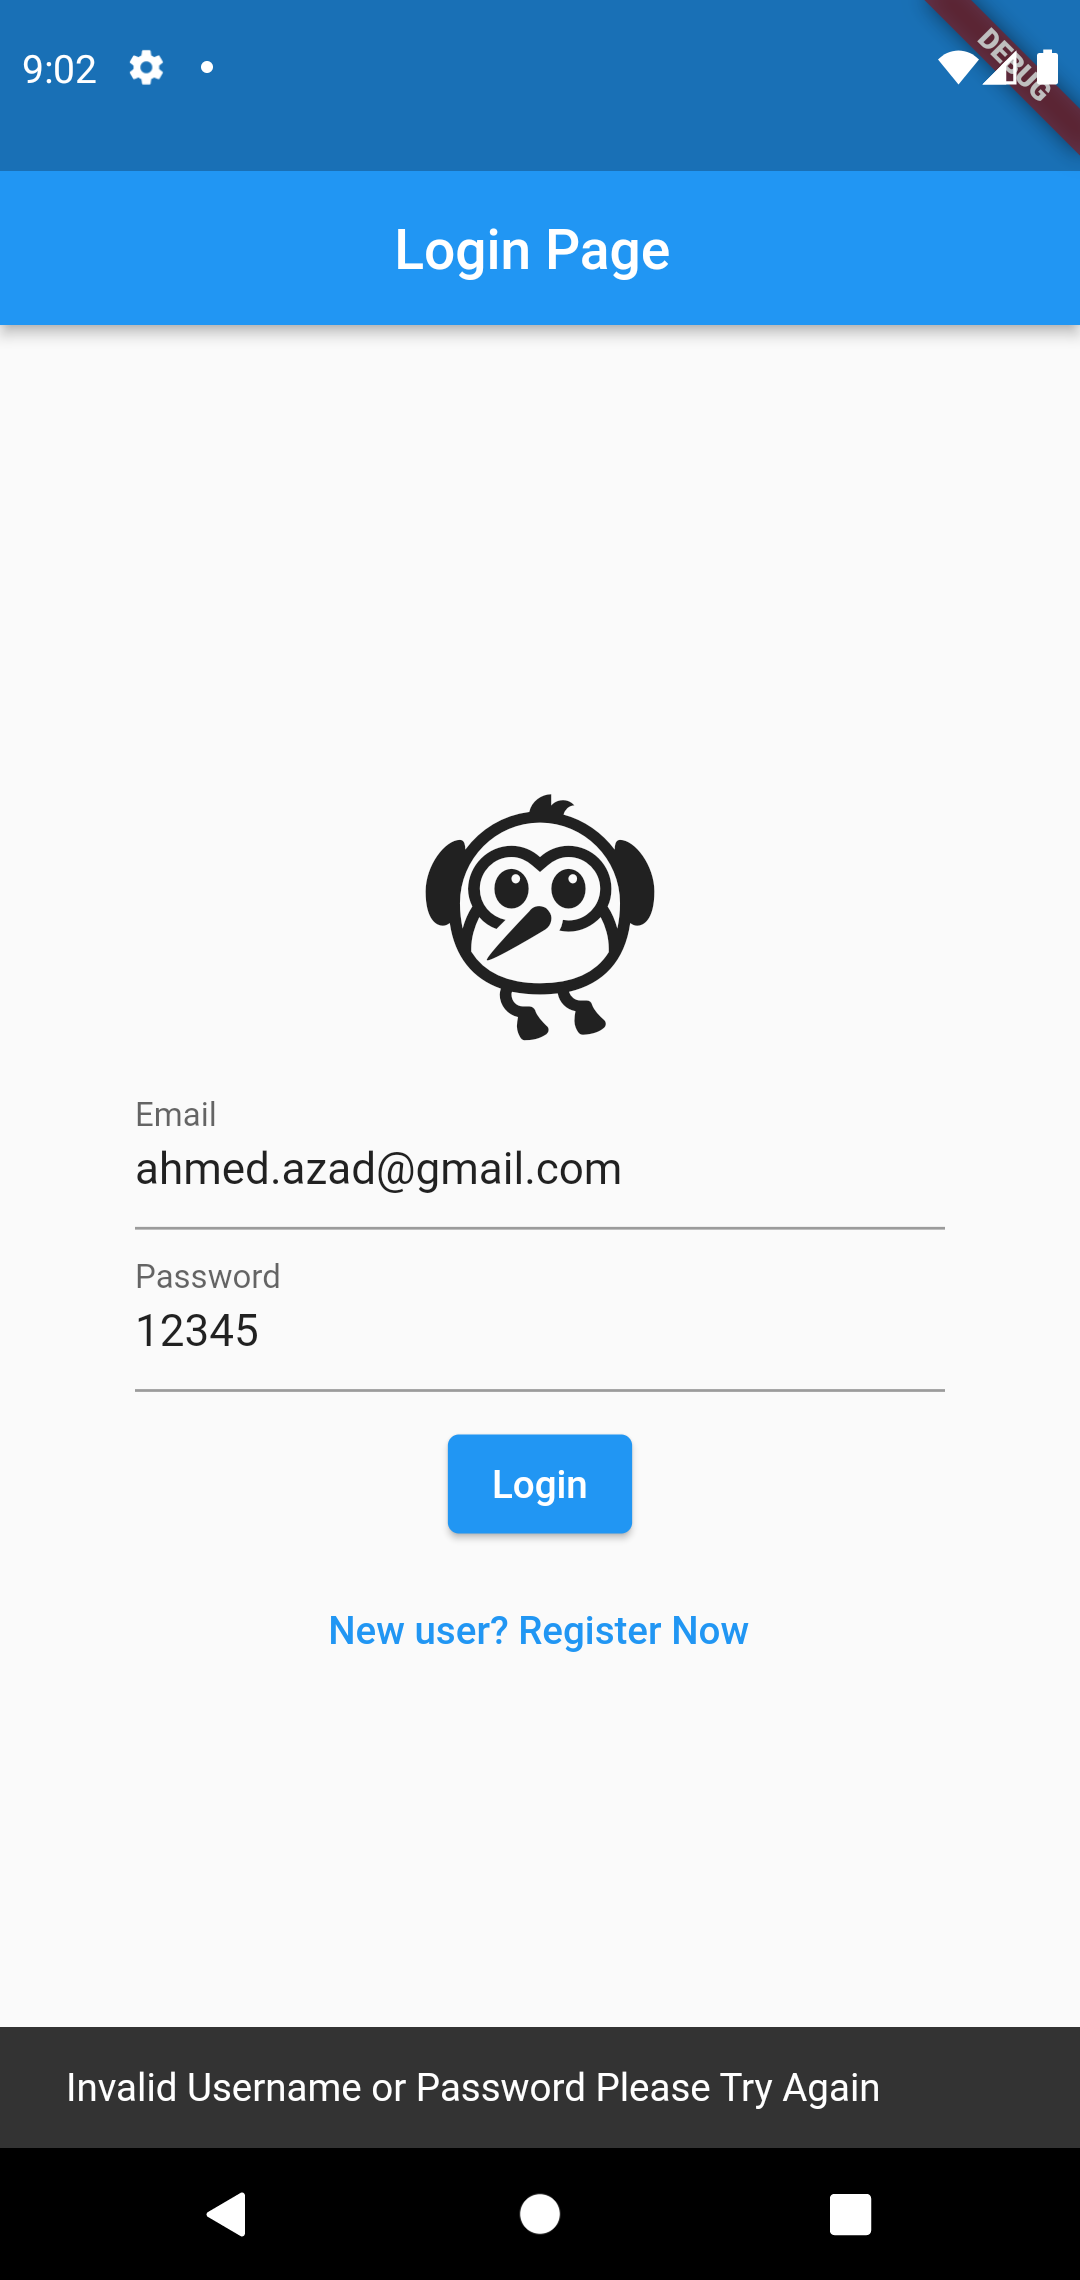 9:02
DEBUG
Login Page
Email
ahmed.azad@gmail.com
Password
12345
Login
New user? Register Now
Invalid Username or Password Please Try Again